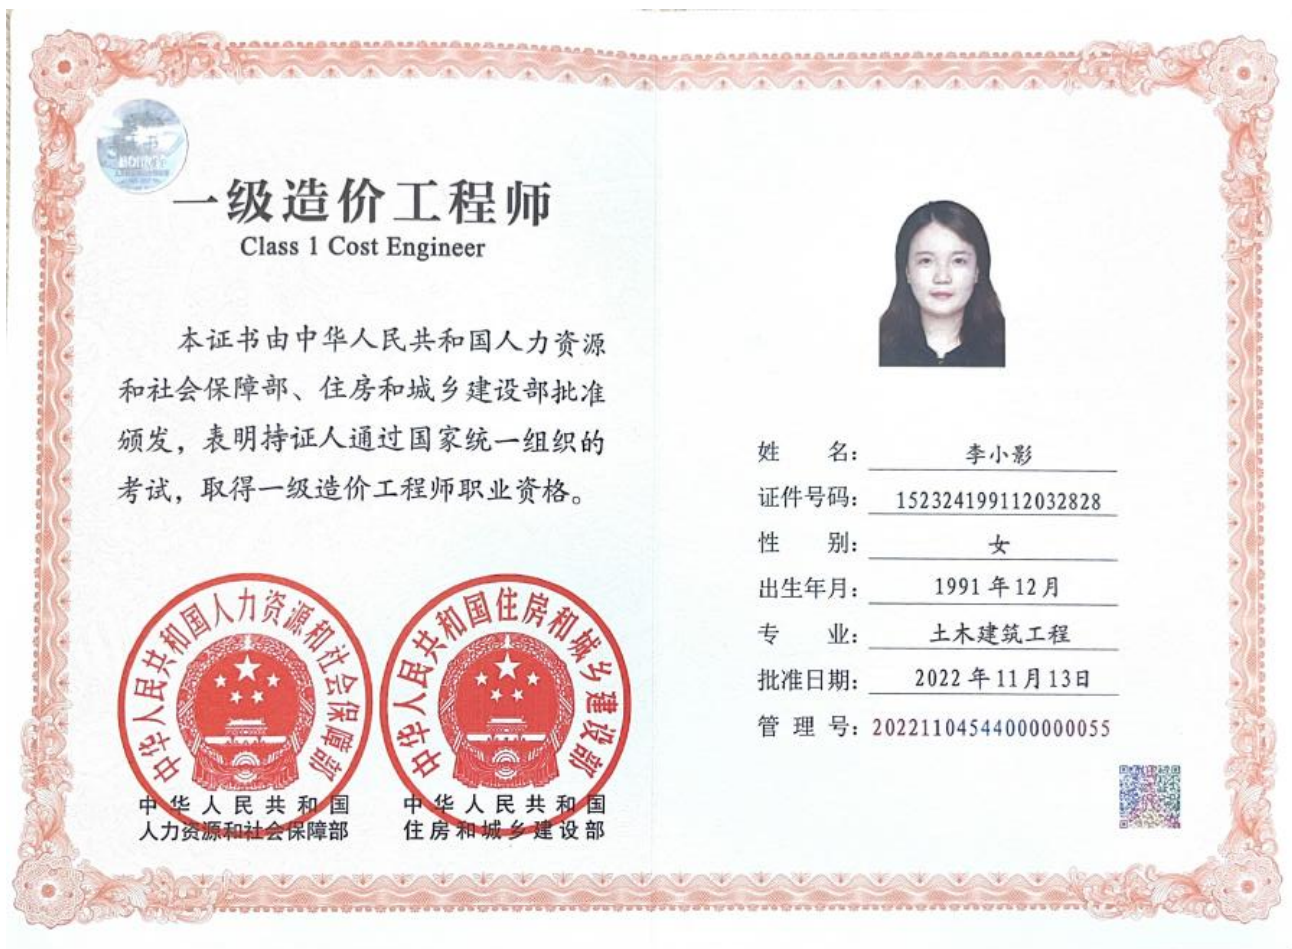 一级造价工程师
Class 1 Cost Engineer
本证书由中华人民共和国人力资源
和社会保障部、住房和城乡建设部批准
颁发，表明持证人通过国家统一组织的
考试，取得一级造价工程师职业资格。
中华人民共和国人力资源和社会保障部
中华人民共和国住房和城乡建设部
中华人民共和国
人力资源和社会保障部
中华人民共和国
住房和城乡建设部
姓 名：李小影
证件号码：152324199112032828
性 别：女
出生年月：1991年12月
专 业：土木建筑工程
批准日期：2022年11月13日
管 理 号：20221104544000000055